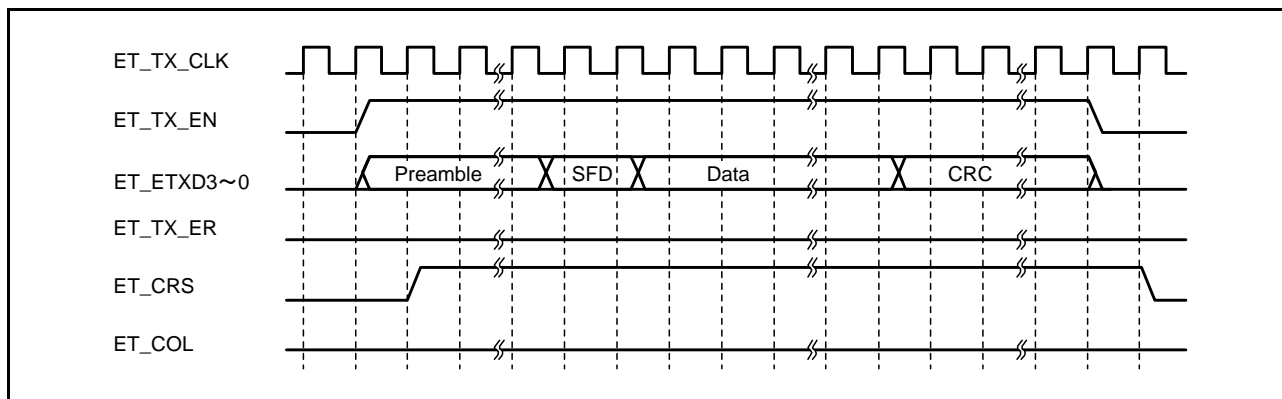 ET_TX_CLK
ET_TX_EN
ET_ETXD3～0
Preamble
SFD
Data
CRC
ET_TX_ER
ET_CRS
ET_COL